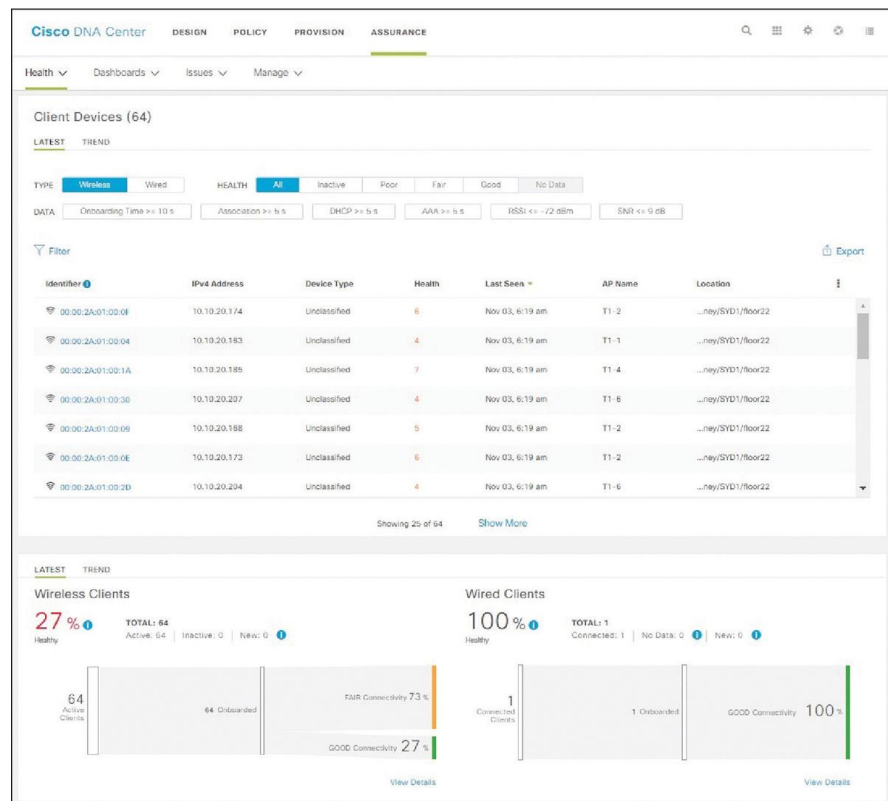 Cisco DNA Center DESIGN POLICY PROVISION ASSURANCE
Health Dashboards Issues Manage
Client Devices (64)
LATEST TREND
TYPE Wireless Wired HEALTH All Inactive Poor Fair Good No Data
DATA Onboarding Time >= 10 s Association >= 5 s DHCP >= 5 s AAA >= 5 s RSSI <= -72 dBm SNR <= 9 dB
Filter Export
Identifier IPv4 Address Device Type Health Last Seen AP Name Location
00:00:2A:01:00:0F 10.10.20.174 Unclassified 6 Nov 03, 6:19 am T1-2 ...ney/SYD1/floor22
00:00:2A:01:00:04 10.10.20.163 Unclassified 4 Nov 03, 6:19 am T1-1 ...ney/SYD1/floor22
00:00:2A:01:00:1A 10.10.20.185 Unclassified 7 Nov 03, 6:19 am T1-4 ...ney/SYD1/floor22
00:00:2A:01:00:30 10.10.20.207 Unclassified 4 Nov 03, 6:19 am T1-6 ...ney/SYD1/floor22
00:00:2A:01:00:09 10.10.20.168 Unclassified 5 Nov 03, 6:19 am T1-2 ...ney/SYD1/floor22
00:00:2A:01:00:0E 10.10.20.173 Unclassified 6 Nov 03, 6:19 am T1-2 ...ney/SYD1/floor22
00:00:2A:01:00:2D 10.10.20.204 Unclassified 4 Nov 03, 6:19 am T1-6 ...ney/SYD1/floor22
Showing 25 of 64 Show More
LATEST TREND
Wireless Clients
27 %
Healthy
TOTAL: 64
Active: 64 Inactive: 0 New: 0
64
Active
Clients
64 Onboarded
FAIR Connectivity 73 %
GOOD Connectivity 27 %
View Details
Wired Clients
100 %
Healthy
TOTAL: 1
Connected: 1 No Data: 0 New: 0
1
Connected
Clients
1 Onboarded
GOOD Connectivity 100 %
View Details